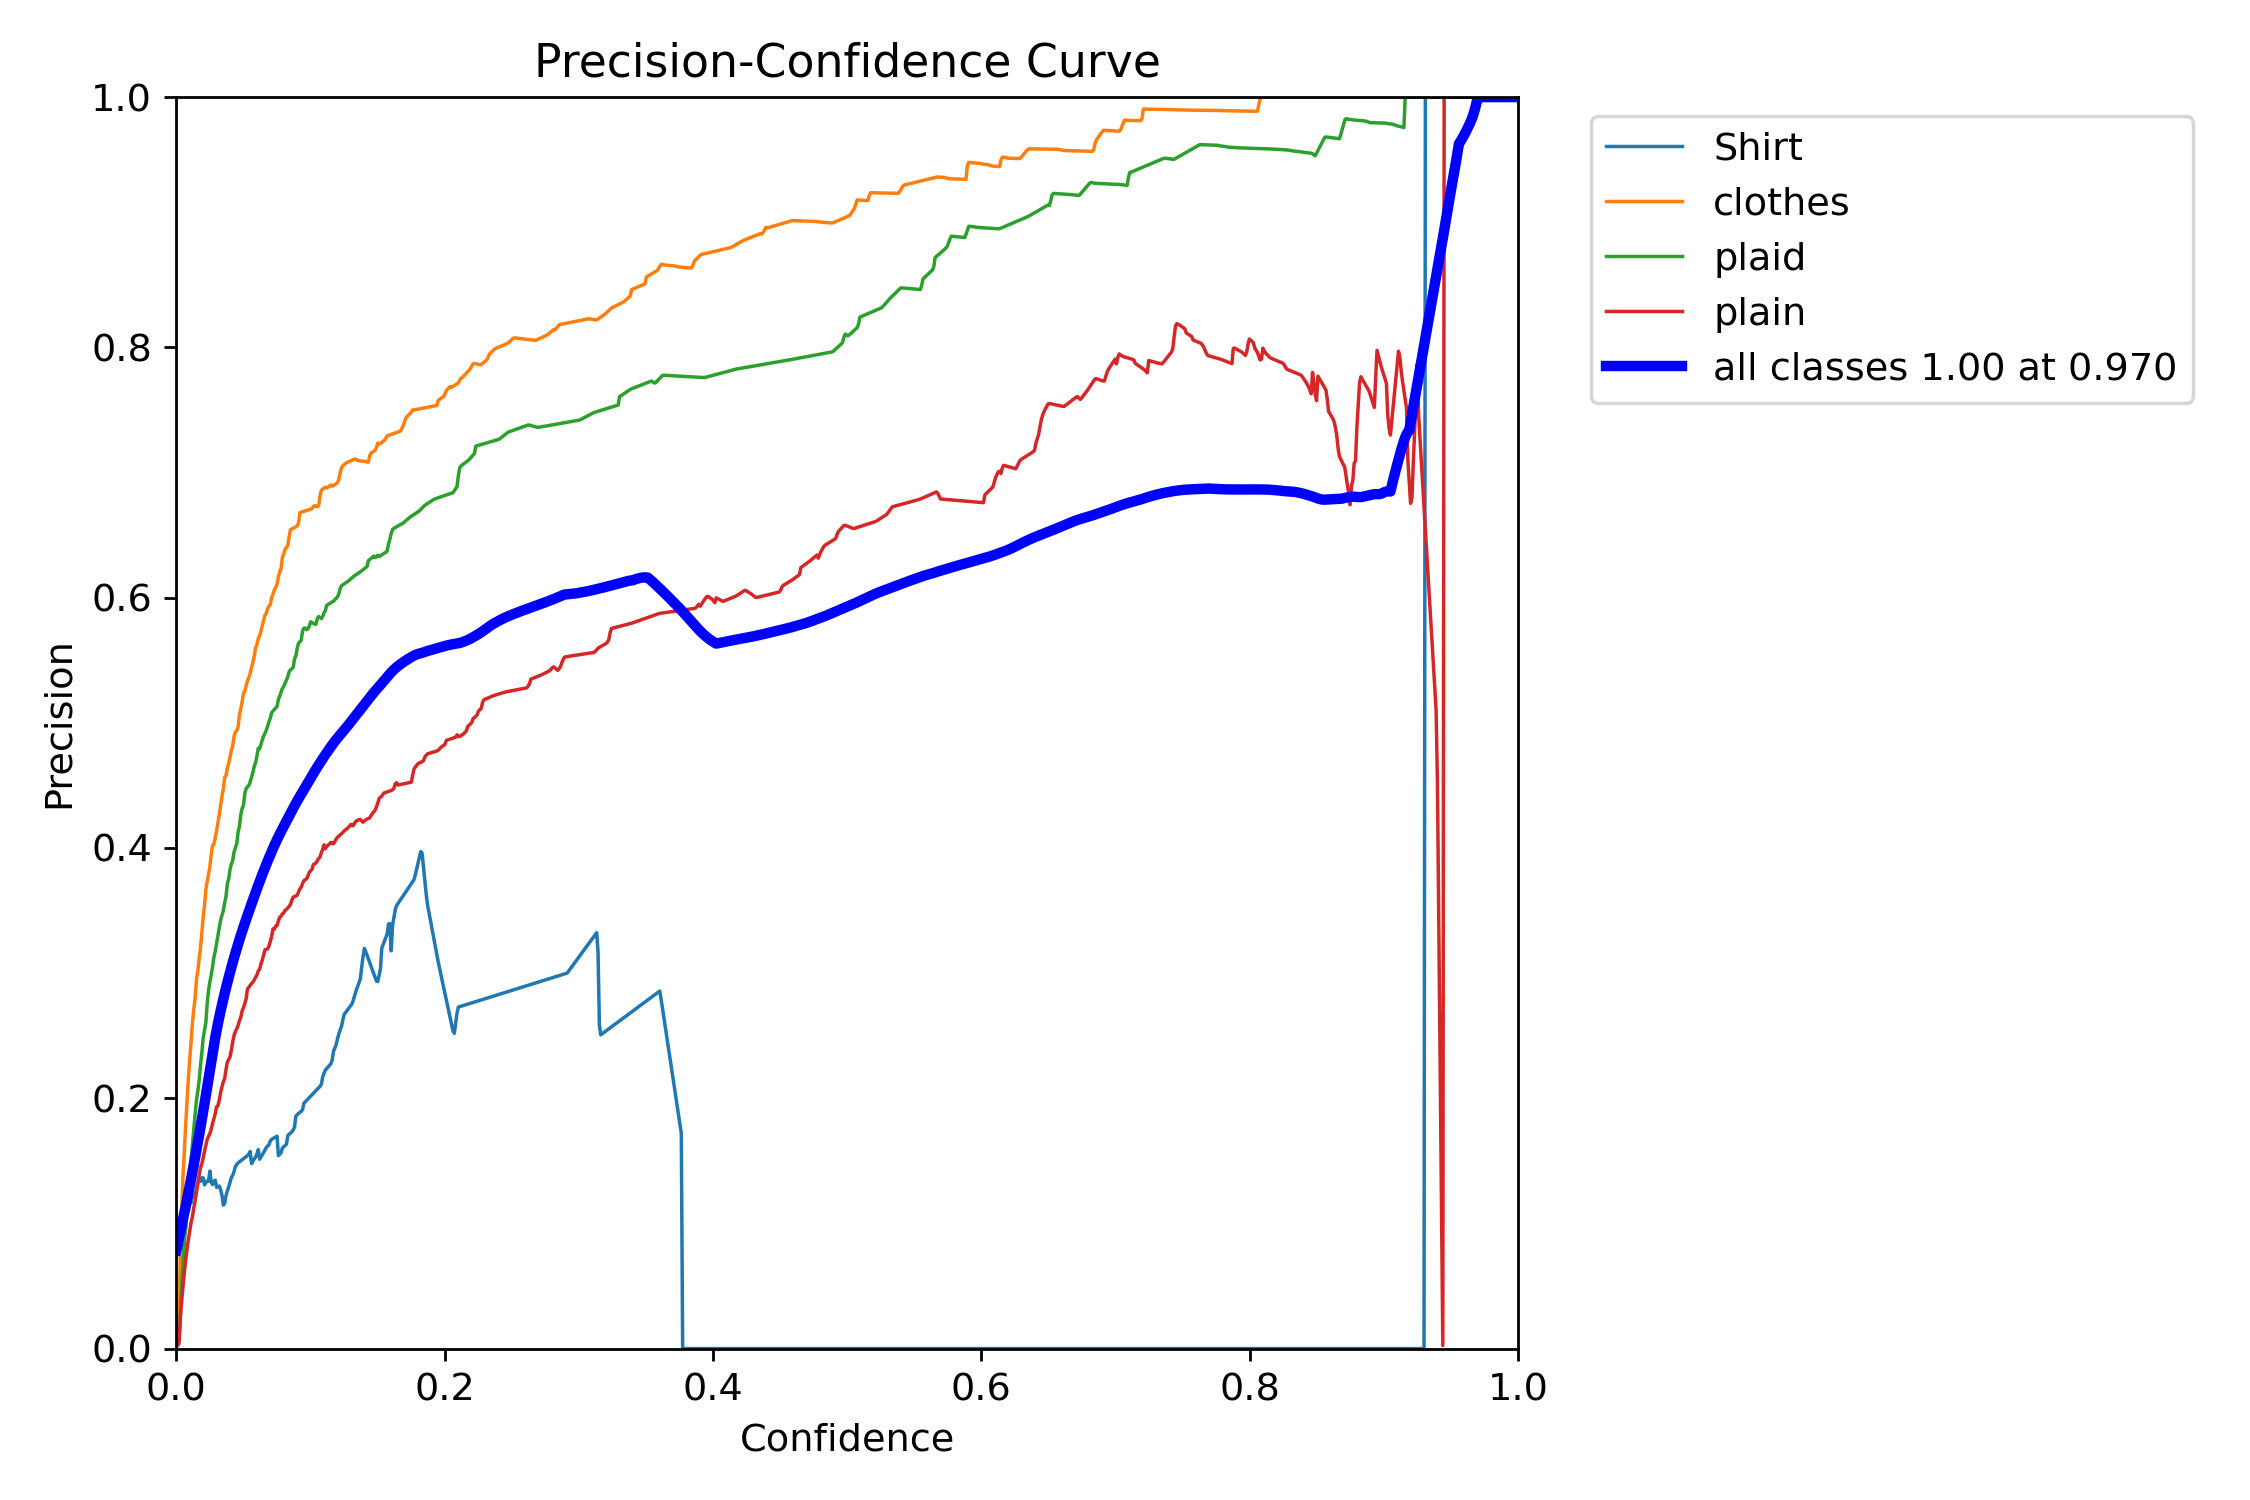 Precision-Confidence Curve
1.0
0.8
0.6
0.4
0.2
0.0
Precision
0.0 0.2 0.4 0.6 0.8 1.0
Confidence
Shirt
clothes
plaid
plain
all classes 1.00 at 0.970